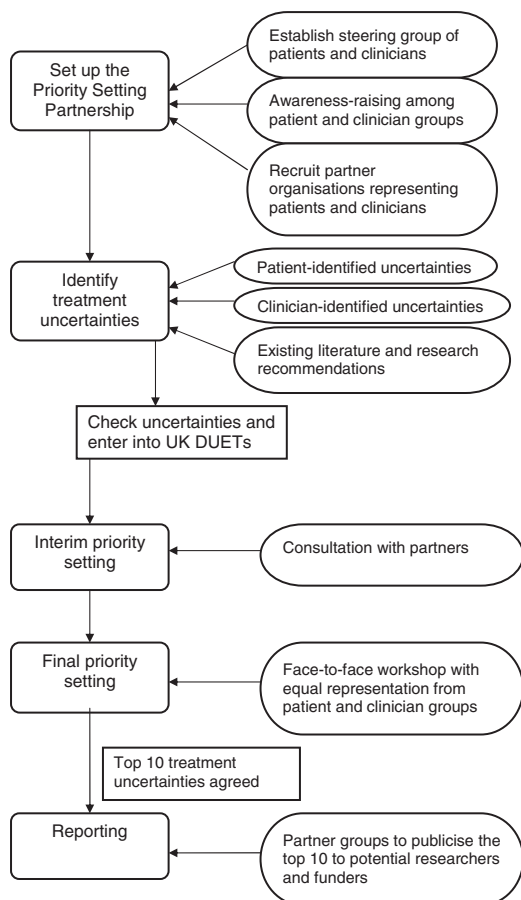 Establish steering group of
patients and clinicians
Set up the
Priority Setting
Partnership
Awareness-raising among
patient and clinician groups
Recruit partner
organisations representing
patients and clinicians
Identify
treatment
uncertainties
Patient-identified uncertainties
Clinician-identified uncertainties
Existing literature and research
recommendations
Check uncertainties and
enter into UK DUETs
Interim priority
setting
Consultation with partners
Final priority
setting
Face-to-face workshop with
equal representation from
patient and clinician groups
Top 10 treatment
uncertainties agreed
Reporting
Partner groups to publicise the
top 10 to potential researchers
and funders